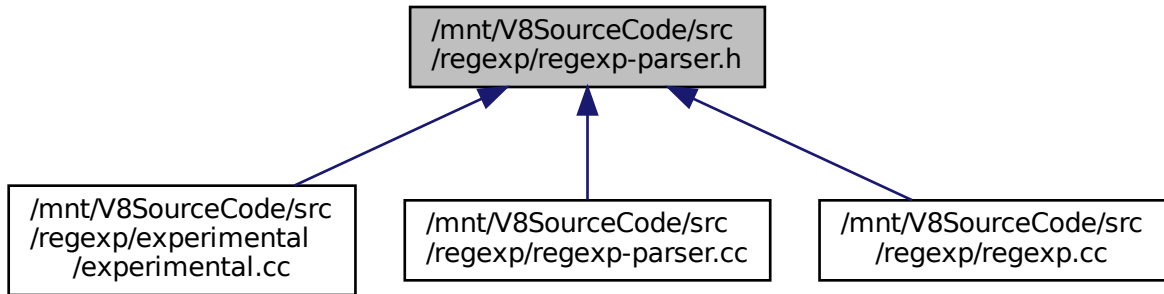 /mnt/V8SourceCode/src
/regexp/regexp-parser.h
/mnt/V8SourceCode/src
/regexp/experimental
/experimental.cc
/mnt/V8SourceCode/src
/regexp/regexp-parser.cc
/mnt/V8SourceCode/src
/regexp/regexp.cc